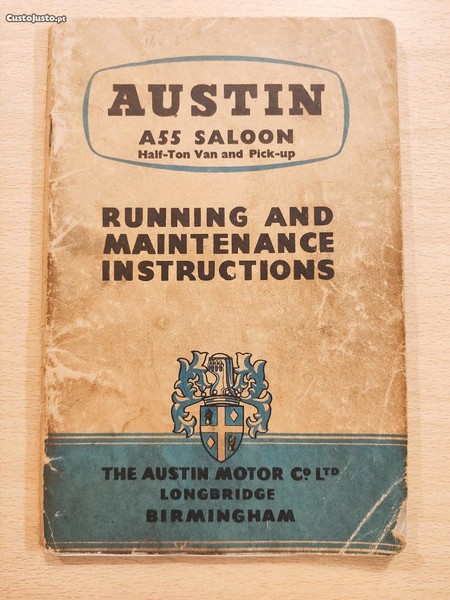 CustoJusto.pt
AUSTIN
A55 SALOON
Half-Ton Van and Pick-up
RUNNING AND
MAINTENANCE
INSTRUCTIONS
THE AUSTIN MOTOR Co LTD
LONGBRIDGE
BIRMINGHAM